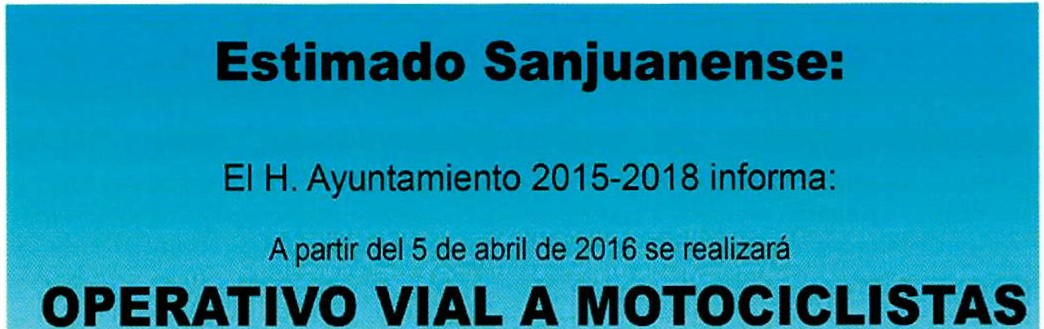 Estimado Sanjuanense:
El H. Ayuntamiento 2015-2018 informa:
A partir del 5 de abril de 2016 se realizará
OPERATIVO VIAL A MOTOCICLISTAS